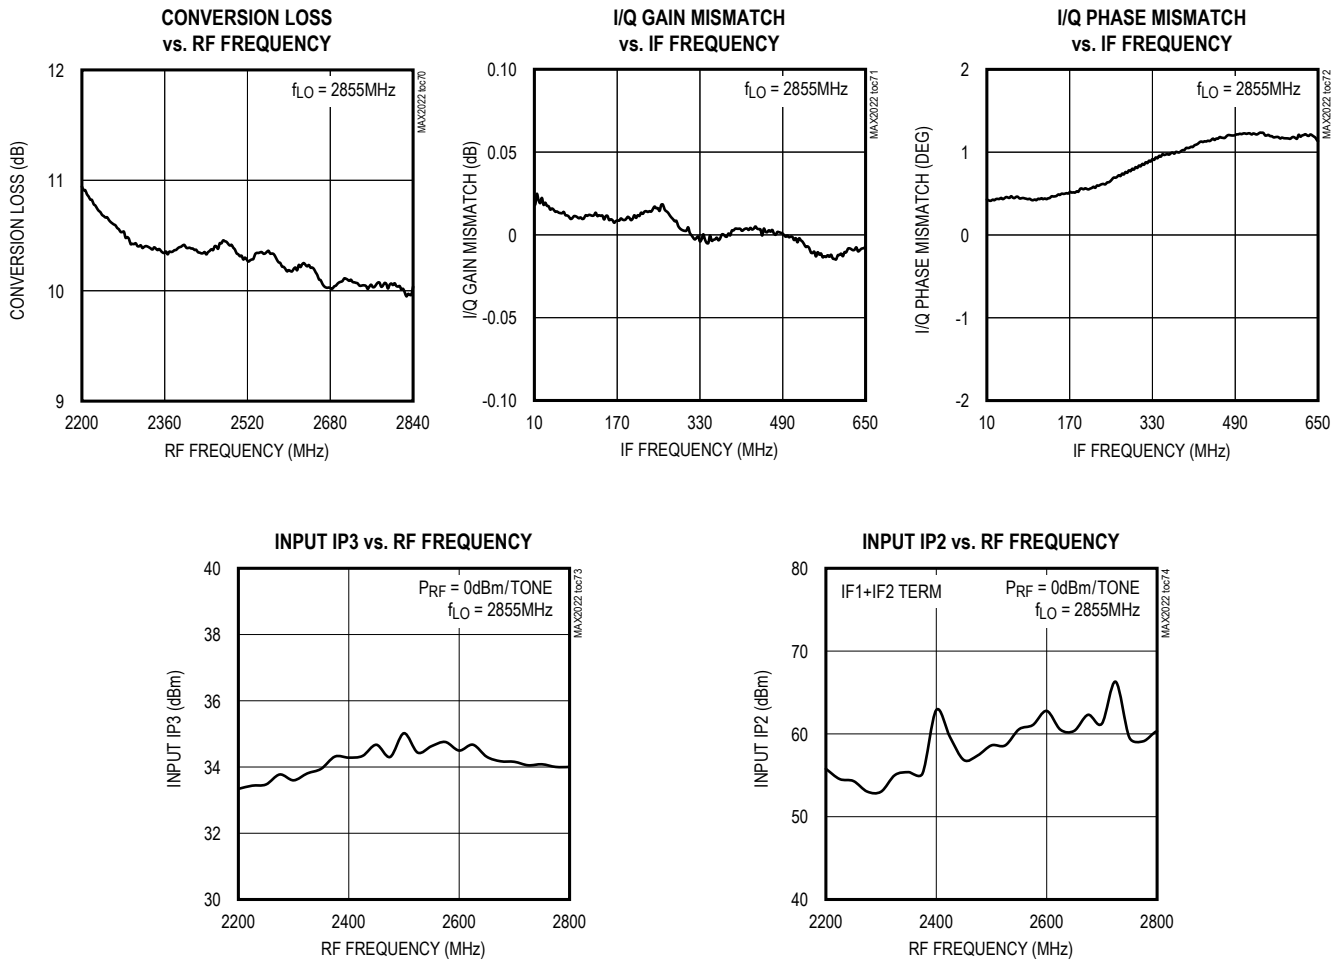 CONVERSION LOSS
vs. RF FREQUENCY
12
11
10
9
CONVERSION LOSS (dB)
fLO = 2855MHz
MAX2022 toc70
2200 2360 2520 2680 2840
RF FREQUENCY (MHz)
I/Q GAIN MISMATCH
vs. IF FREQUENCY
0.10
0.05
0
-0.05
-0.10
I/Q GAIN MISMATCH (dB)
fLO = 2855MHz
MAX2022 toc71
10 170 330 490 650
IF FREQUENCY (MHz)
I/Q PHASE MISMATCH
vs. IF FREQUENCY
2
1
0
-1
-2
I/Q PHASE MISMATCH (DEG)
fLO = 2855MHz
MAX2022 toc72
10 170 330 490 650
IF FREQUENCY (MHz)
INPUT IP3 vs. RF FREQUENCY
40
38
36
34
32
30
INPUT IP3 (dBm)
PRF = 0dBm/TONE
fLO = 2855MHz
MAX2022 toc73
2200 2400 2600 2800
RF FREQUENCY (MHz)
INPUT IP2 vs. RF FREQUENCY
80
70
60
50
40
INPUT IP2 (dBm)
IF1+IF2 TERM
PRF = 0dBm/TONE
fLO = 2855MHz
MAX2022 toc74
2200 2400 2600 2800
RF FREQUENCY (MHz)